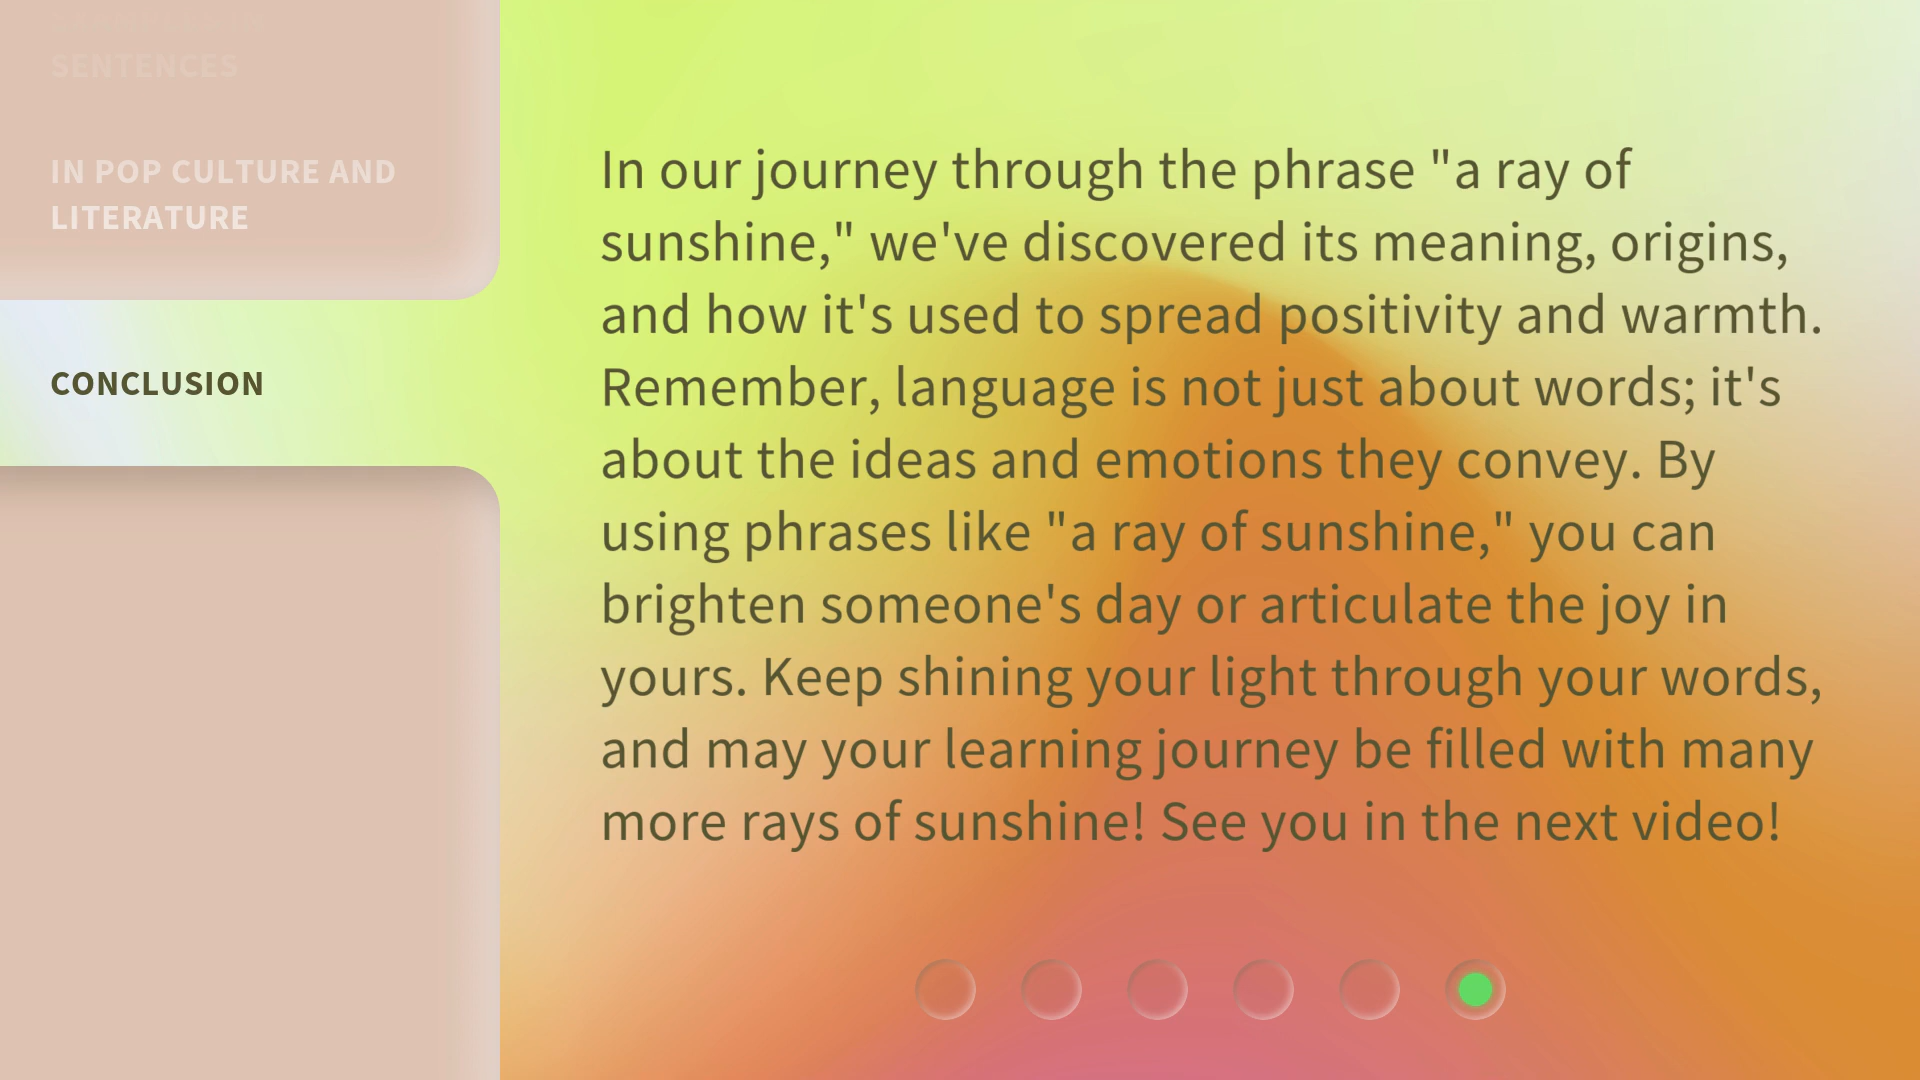 SENTENCES
IN POP CULTURE AND
LITERATURE
CONCLUSION
In our journey through the phrase "a ray of
sunshine," we've discovered its meaning, origins,
and how it's used to spread positivity and warmth.
Remember, language is not just about words; it's
about the ideas and emotions they convey. By
using phrases like "a ray of sunshine," you can
brighten someone's day or articulate the joy in
yours. Keep shining your light through your words,
and may your learning journey be filled with many
more rays of sunshine! See you in the next video!